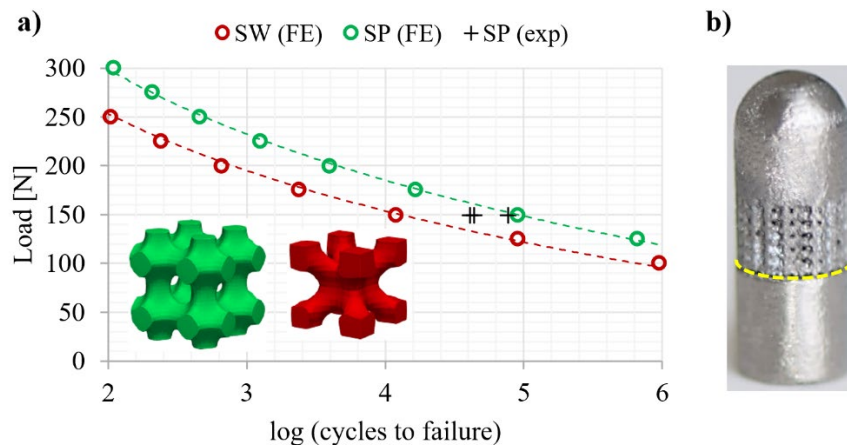 a)
SW (FE) SP (FE) + SP (exp)
b)
300
250
200
150
100
50
0
Load [N]
2 3 4 5 6
log (cycles to failure)